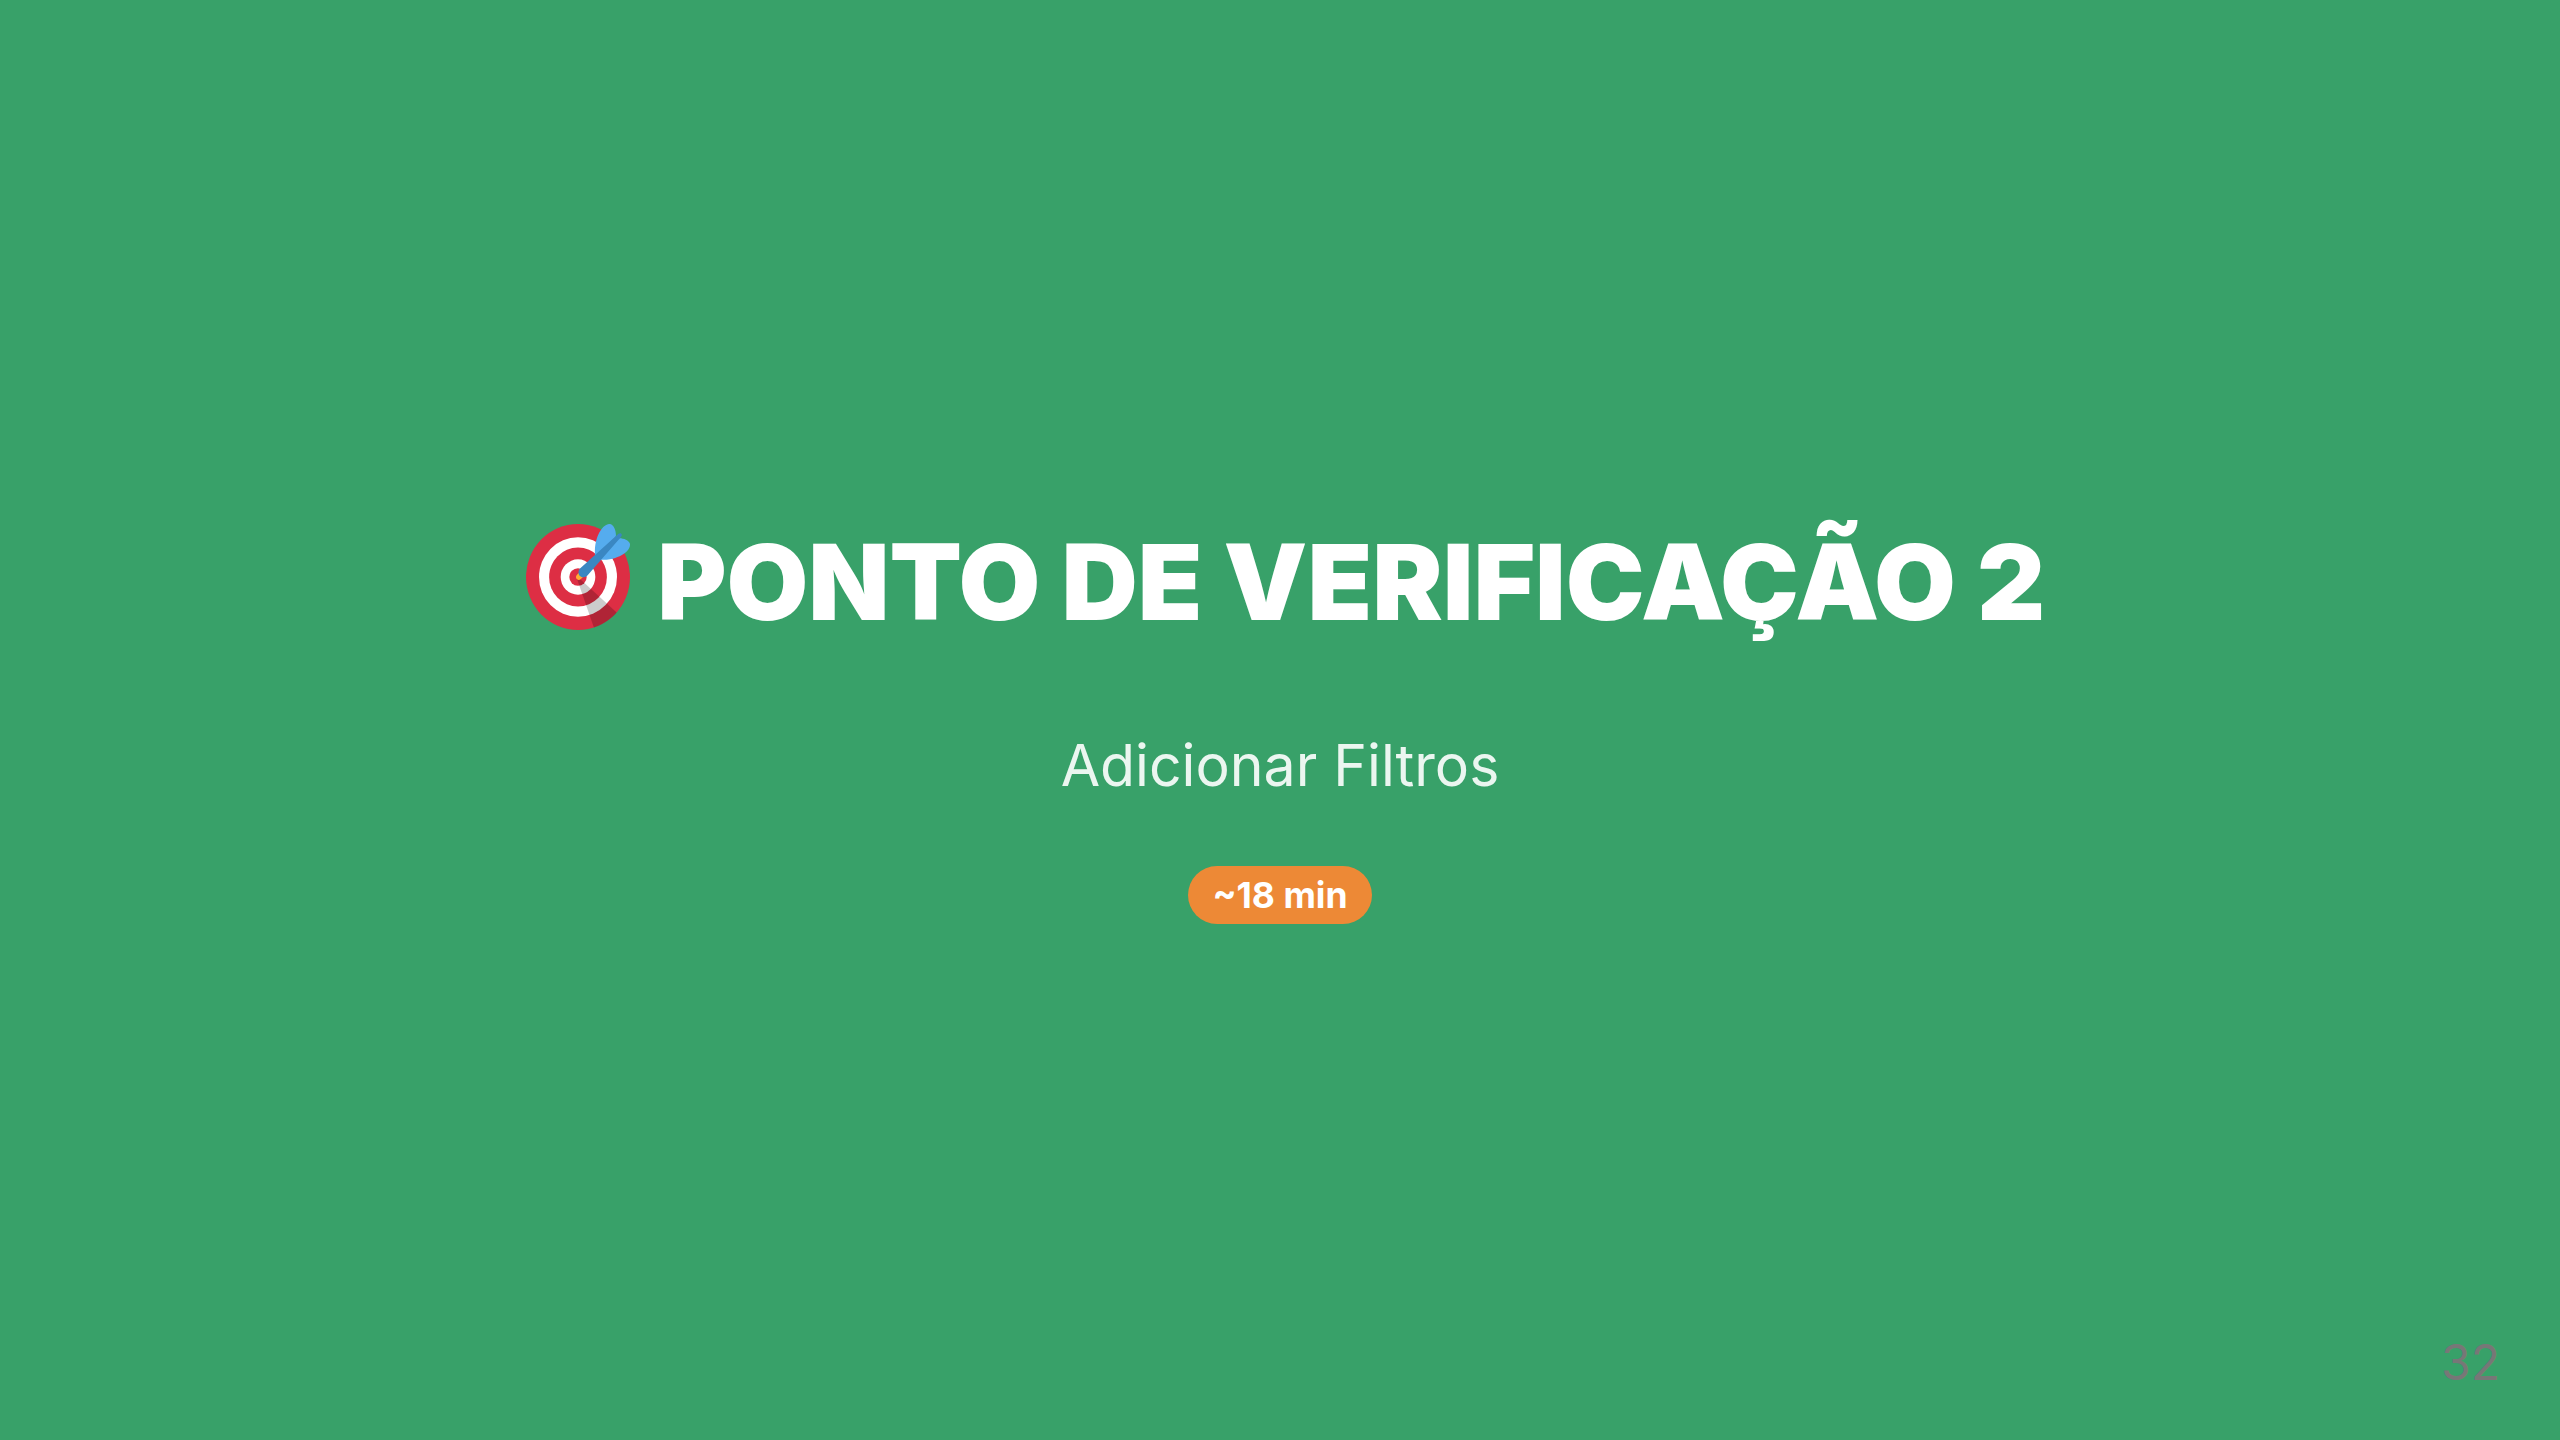 PONTO DE VERIFICAÇÃO 2
Adicionar Filtros
~18 min
32